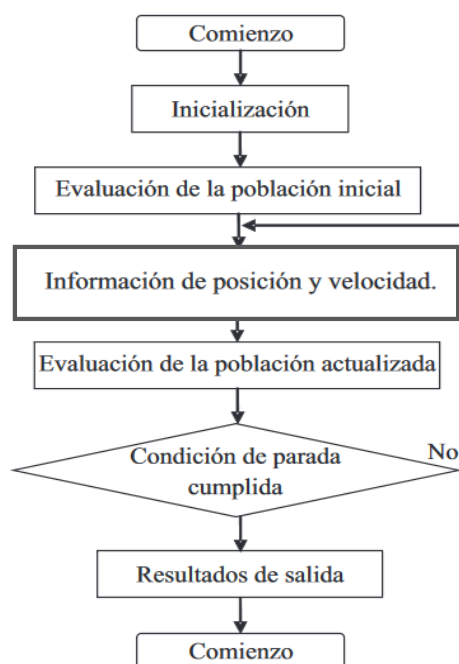 Comienzo
Inicialización
Evaluación de la población inicial
Información de posición y velocidad.
Evaluación de la población actualizada
Condición de parada
cumplida
No
Resultados de salida
Comienzo